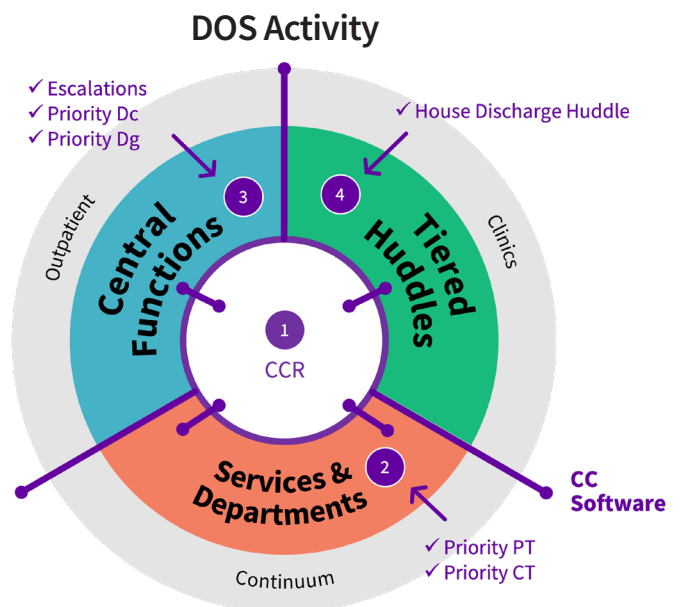 DOS Activity
✓ Escalations
✓ Priority Dc
✓ Priority Dg
✓ House Discharge Huddle
Outpatient
Clinics
3
4
Central
Functions
Tiered
Huddles
1
CCR
Services &
Departments
2
CC
Software
✓ Priority PT
✓ Priority CT
Continuum